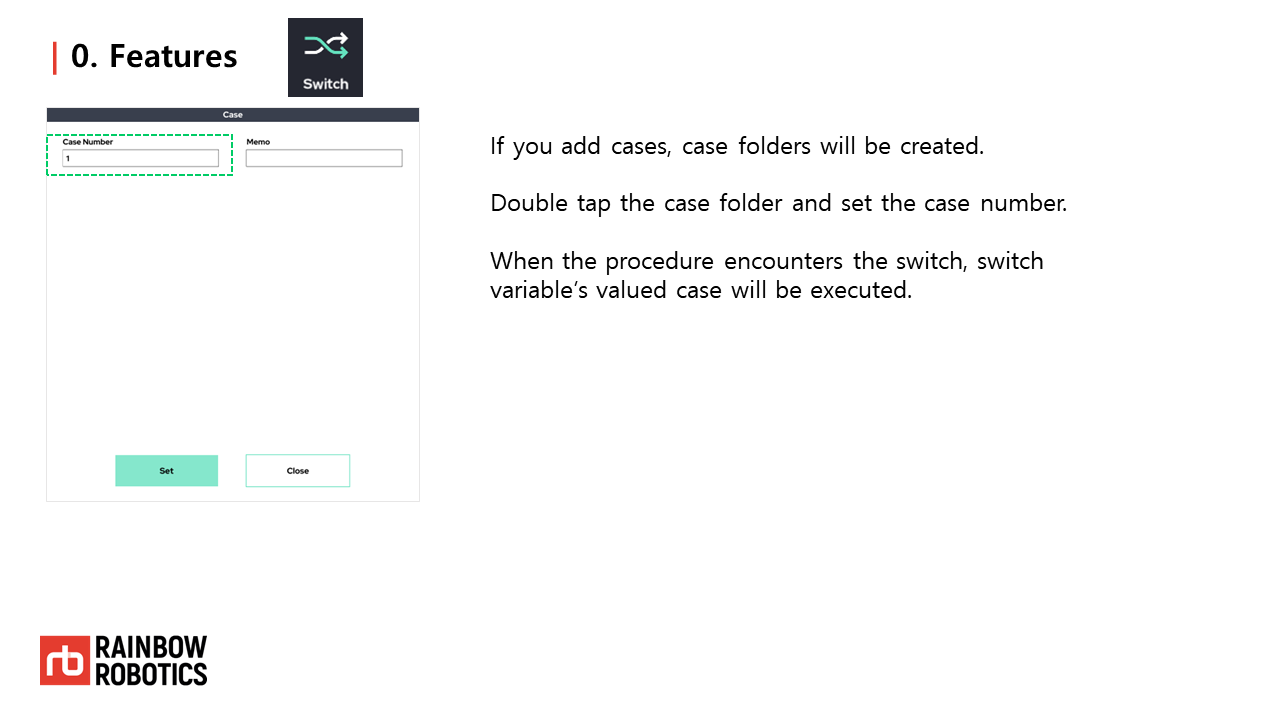 0. Features
Switch
Case
Case Number
Memo
1
Set
Close
If you add cases, case folders will be created.
Double tap the case folder and set the case number.
When the procedure encounters the switch, switch
variable’s valued case will be executed.
rb
RAINBOW
ROBOTICS